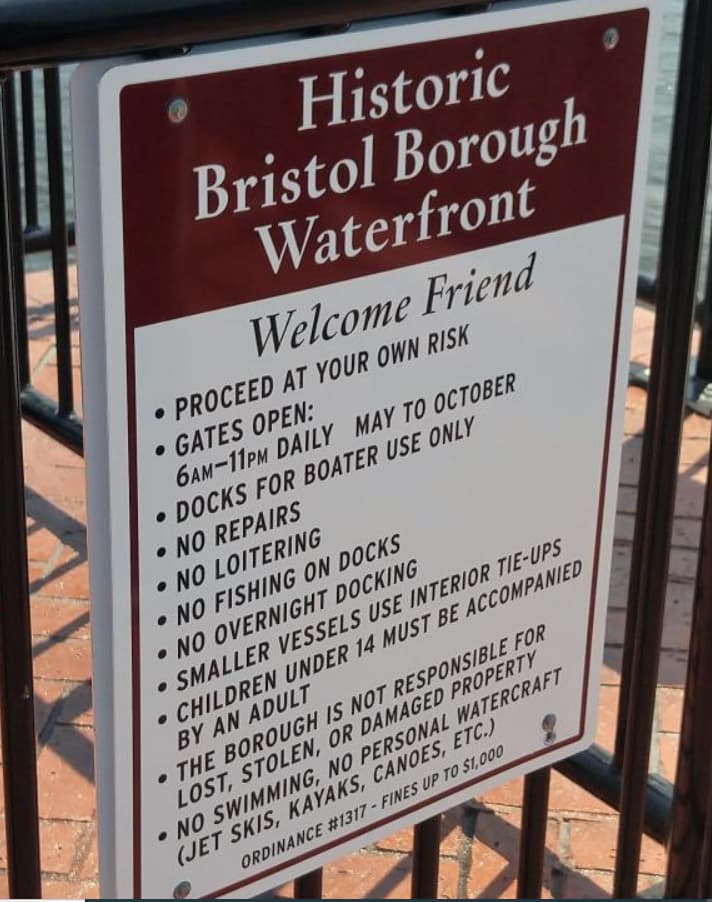 Historic
Bristol Borough
Waterfront
Welcome Friend
• PROCEED AT YOUR OWN RISK
• GATES OPEN:
6AM–11PM DAILY MAY TO OCTOBER
• DOCKS FOR BOATER USE ONLY
• NO REPAIRS
• NO LOITERING
• NO FISHING ON DOCKS
• NO OVERNIGHT DOCKING
• SMALLER VESSELS USE INTERIOR TIE-UPS
• CHILDREN UNDER 14 MUST BE ACCOMPANIED
BY AN ADULT
• THE BOROUGH IS NOT RESPONSIBLE FOR
LOST, STOLEN, OR DAMAGED PROPERTY
• NO SWIMMING, NO PERSONAL WATERCRAFT
(JET SKIS, KAYAKS, CANOES, ETC.)
ORDINANCE #1317 - FINES UP TO $1,000